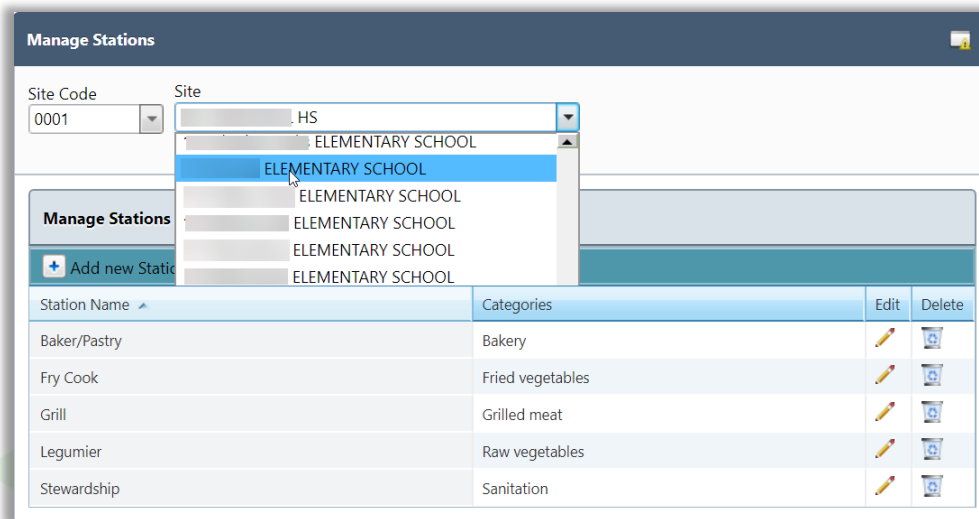 Manage Stations
Site Code Site
0001 HS
ELEMENTARY SCHOOL
ELEMENTARY SCHOOL
ELEMENTARY SCHOOL
Manage Stations ELEMENTARY SCHOOL
ELEMENTARY SCHOOL
Add new ELEMENTARY SCHOOL
Station Name Categories Edit Delete
Baker/Pastry Bakery
Fry Cook Fried vegetables
Grill Grilled meat
Legumier Raw vegetables
Stewardship Sanitation